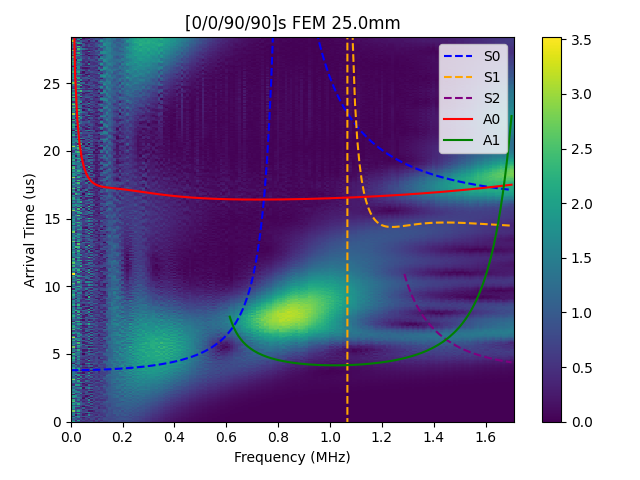 [0/0/90/90]s FEM 25.0mm
S0
S1
S2
A0
A1
Arrival Time (us)
25
20
15
10
5
0
0.0 0.2 0.4 0.6 0.8 1.0 1.2 1.4 1.6
Frequency (MHz)
3.5
3.0
2.5
2.0
1.5
1.0
0.5
0.0